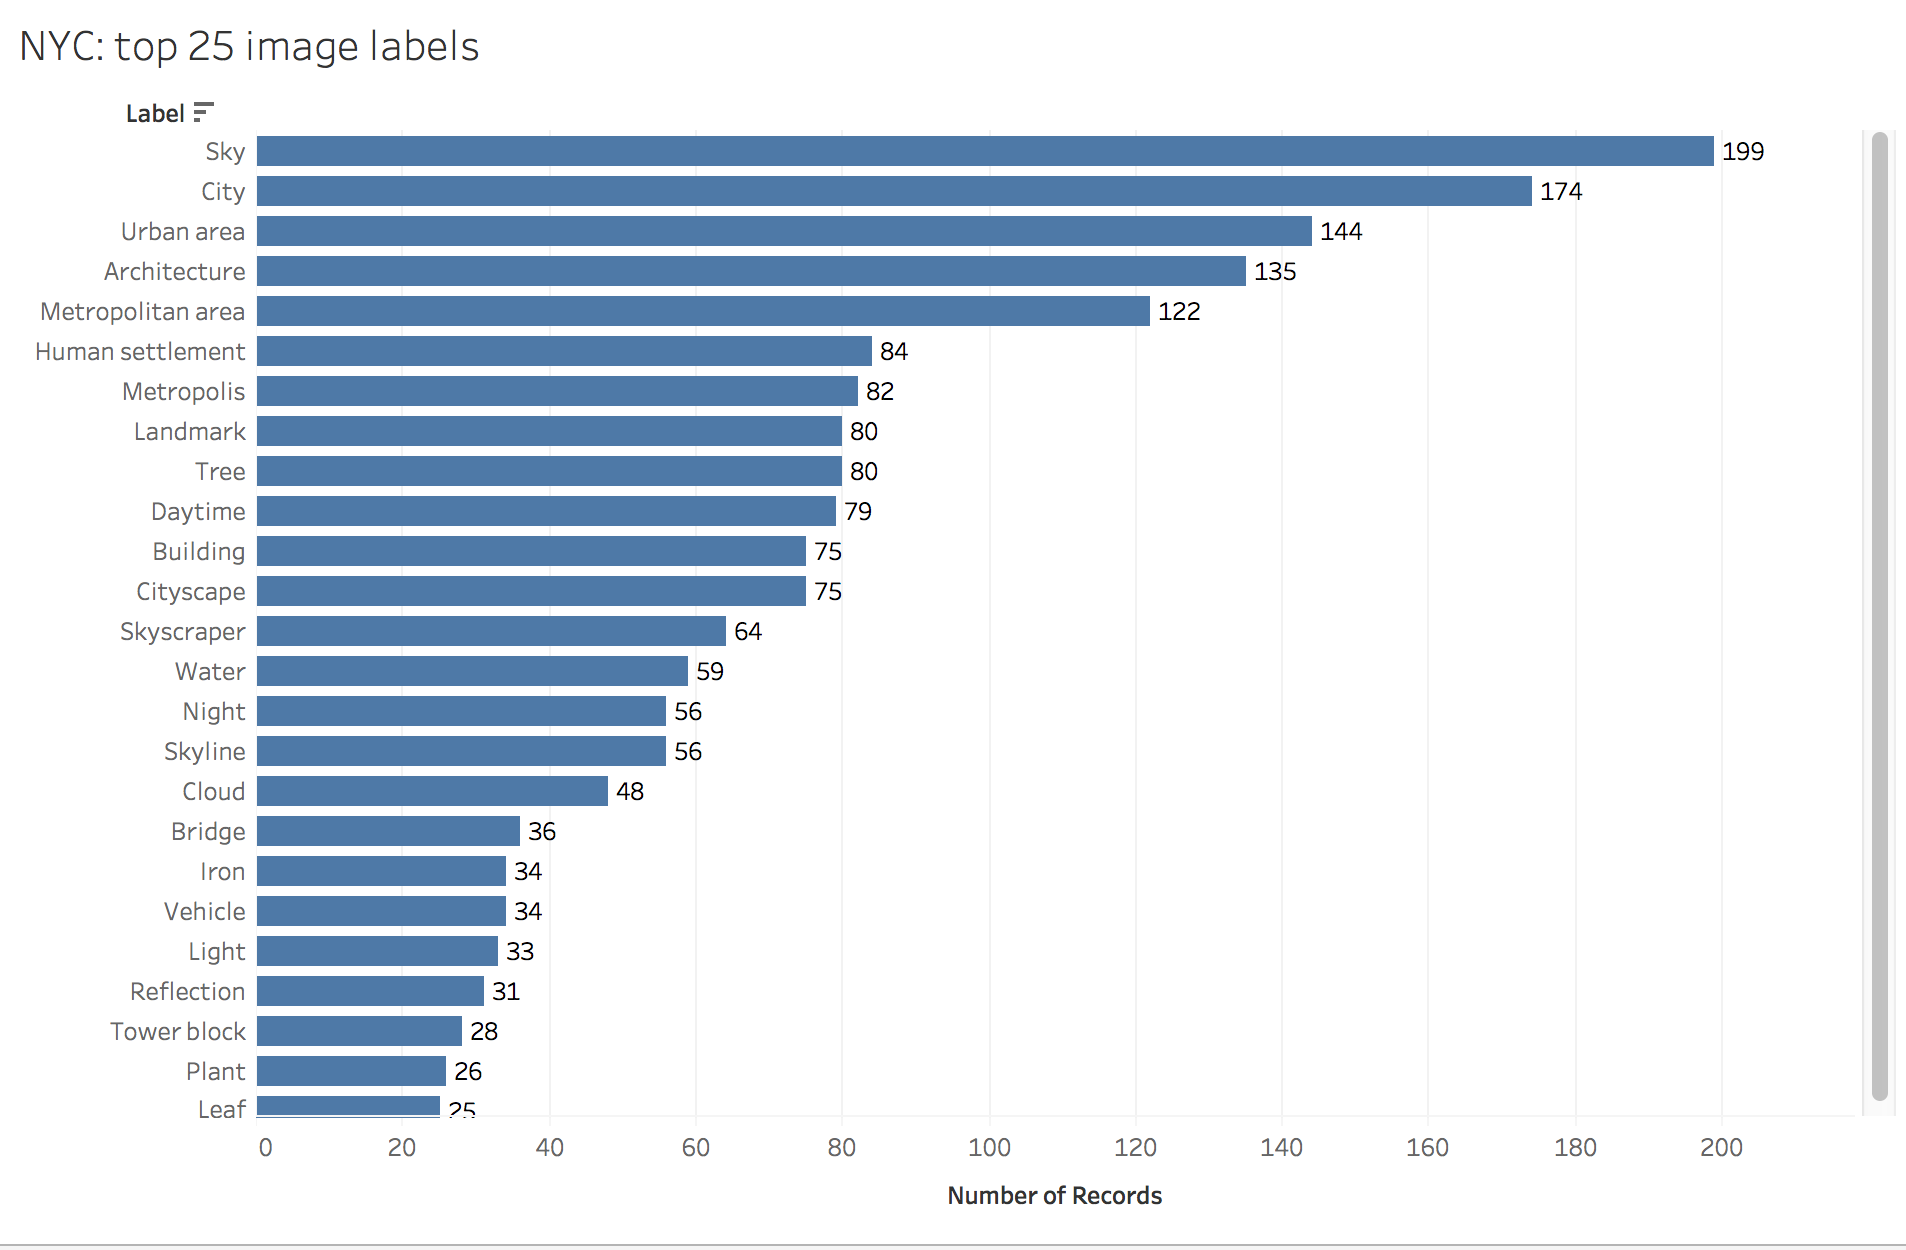 NYC: top 25 image labels
Label
Sky 199
City 174
Urban area 144
Architecture 135
Metropolitan area 122
Human settlement 84
Metropolis 82
Landmark 80
Tree 80
Daytime 79
Building 75
Cityscape 75
Skyscraper 64
Water 59
Night 56
Skyline 56
Cloud 48
Bridge 36
Iron 34
Vehicle 34
Light 33
Reflection 31
Tower block 28
Plant 26
Leaf 25
0 20 40 60 80 100 120 140 160 180 200
Number of Records